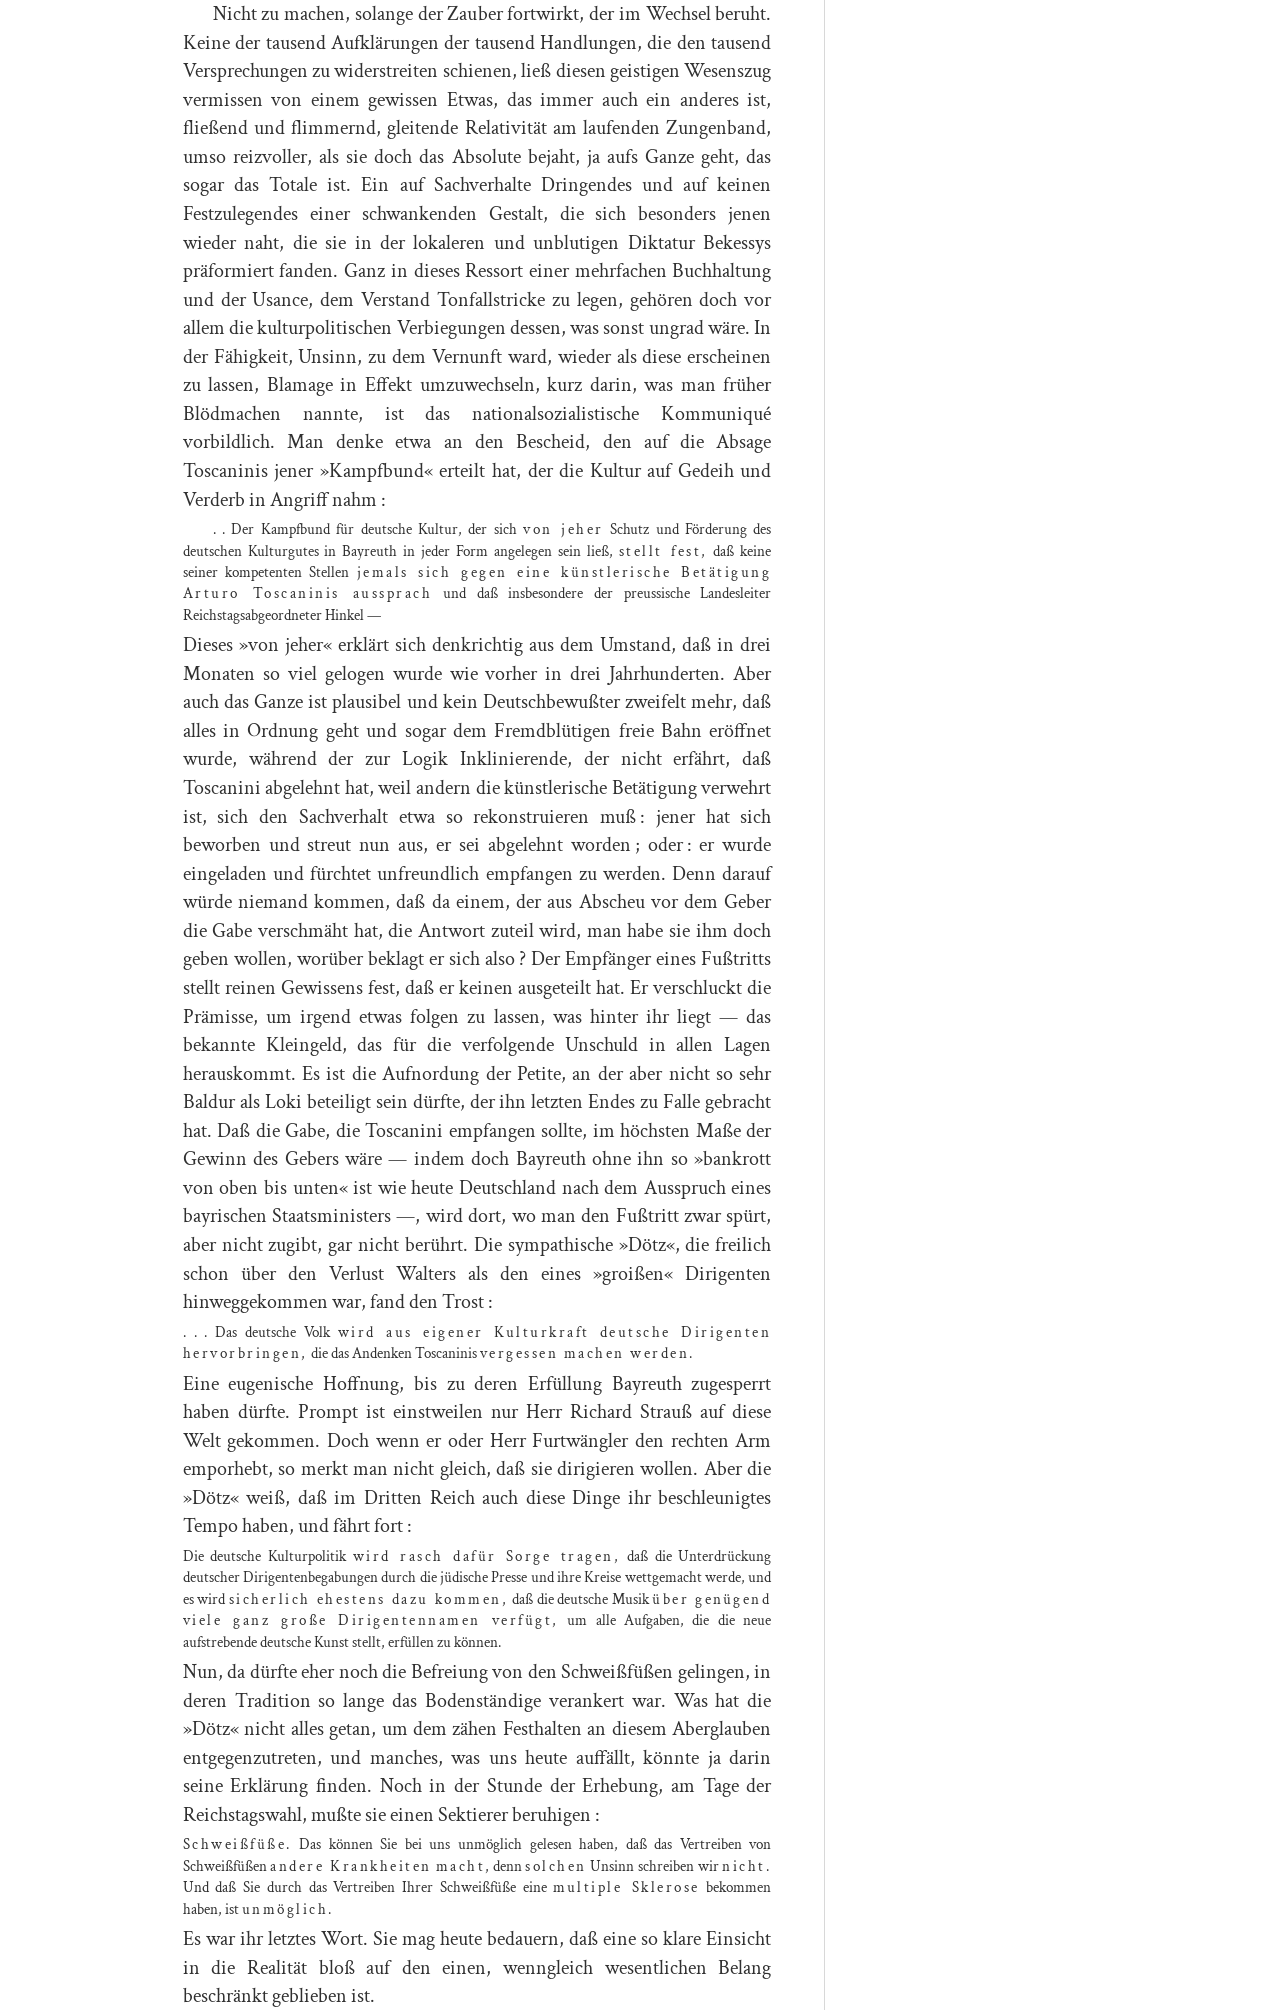 Nicht zu machen, solange der Zauber fortwirkt, der im Wechsel beruht.
Keine der tausend Aufklärungen der tausend Handlungen, die den tausend
Versprechungen zu widerstreiten schienen, ließ diesen geistigen Wesenszug
vermissen von einem gewissen Etwas, das immer auch ein anderes ist,
fließend und flimmernd, gleitende Relativität am laufenden Zungenband,
umso reizvoller, als sie doch das Absolute bejaht, ja aufs Ganze geht, das
sogar das Totale ist. Ein auf Sachverhalte Dringendes und auf keinen
Festzulegendes einer schwankenden Gestalt, die sich besonders jenen
wieder naht, die sie in der lokaleren und unblutigen Diktatur Bekessys
präformiert fanden. Ganz in dieses Ressort einer mehrfachen Buchhaltung
und der Usance, dem Verstand Tonfallstricke zu legen, gehören doch vor
allem die kulturpolitischen Verbiegungen dessen, was sonst ungrad wäre. In
der Fähigkeit, Unsinn, zu dem Vernunft ward, wieder als diese erscheinen
zu lassen, Blamage in Effekt umzuwechseln, kurz darin, was man früher
Blödmachen nannte, ist das nationalsozialistische Kommuniqué
vorbildlich. Man denke etwa an den Bescheid, den auf die Absage
Toscaninis jener »Kampfbund« erteilt hat, der die Kultur auf Gedeih und
Verderb in Angriff nahm :
. . Der Kampfbund für deutsche Kultur, der sich von jeher Schutz und Förderung des
deutschen Kulturgutes in Bayreuth in jeder Form angelegen sein ließ, stellt fest, daß keine
seiner kompetenten Stellen jemals sich gegen eine künstlerische Betätigung
Arturo Toscaninis aussprach und daß insbesondere der preussische Landesleiter
Reichstagsabgeordneter Hinkel —
Dieses »von jeher« erklärt sich denkrichtig aus dem Umstand, daß in drei
Monaten so viel gelogen wurde wie vorher in drei Jahrhunderten. Aber
auch das Ganze ist plausibel und kein Deutschbewußter zweifelt mehr, daß
alles in Ordnung geht und sogar dem Fremdblütigen freie Bahn eröffnet
wurde, während der zur Logik Inklinierende, der nicht erfährt, daß
Toscanini abgelehnt hat, weil andern die künstlerische Betätigung verwehrt
ist, sich den Sachverhalt etwa so rekonstruieren muß : jener hat sich
beworben und streut nun aus, er sei abgelehnt worden ; oder : er wurde
eingeladen und fürchtet unfreundlich empfangen zu werden. Denn darauf
würde niemand kommen, daß da einem, der aus Abscheu vor dem Geber
die Gabe verschmäht hat, die Antwort zuteil wird, man habe sie ihm doch
geben wollen, worüber beklagt er sich also ? Der Empfänger eines Fußtritts
stellt reinen Gewissens fest, daß er keinen ausgeteilt hat. Er verschluckt die
Prämisse, um irgend etwas folgen zu lassen, was hinter ihr liegt — das
bekannte Kleingeld, das für die verfolgende Unschuld in allen Lagen
herauskommt. Es ist die Aufnordung der Petite, an der aber nicht so sehr
Baldur als Loki beteiligt sein dürfte, der ihn letzten Endes zu Falle gebracht
hat. Daß die Gabe, die Toscanini empfangen sollte, im höchsten Maße der
Gewinn des Gebers wäre — indem doch Bayreuth ohne ihn so »bankrott
von oben bis unten« ist wie heute Deutschland nach dem Ausspruch eines
bayrischen Staatsministers —, wird dort, wo man den Fußtritt zwar spürt,
aber nicht zugibt, gar nicht berührt. Die sympathische »Dötz«, die freilich
schon über den Verlust Walters als den eines »groißen« Dirigenten
hinweggekommen war, fand den Trost :
. . . Das deutsche Volk wird aus eigener Kulturkraft deutsche Dirigenten
hervorbringen, die das Andenken Toscaninis vergessen machen werden.
Eine eugenische Hoffnung, bis zu deren Erfüllung Bayreuth zugesperrt
haben dürfte. Prompt ist einstweilen nur Herr Richard Strauß auf diese
Welt gekommen. Doch wenn er oder Herr Furtwängler den rechten Arm
emporhebt, so merkt man nicht gleich, daß sie dirigieren wollen. Aber die
»Dötz« weiß, daß im Dritten Reich auch diese Dinge ihr beschleunigtes
Tempo haben, und fährt fort :
Die deutsche Kulturpolitik wird rasch dafür Sorge tragen, daß die Unterdrückung
deutscher Dirigentenbegabungen durch die jüdische Presse und ihre Kreise wettgemacht werde, und
es wird sicherlich ehestens dazu kommen, daß die deutsche Musik über genügend
viele ganz große Dirigentennamen verfügt, um alle Aufgaben, die die neue
aufstrebende deutsche Kunst stellt, erfüllen zu können.
Nun, da dürfte eher noch die Befreiung von den Schweißfüßen gelingen, in
deren Tradition so lange das Bodenständige verankert war. Was hat die
»Dötz« nicht alles getan, um dem zähen Festhalten an diesem Aberglauben
entgegenzutreten, und manches, was uns heute auffällt, könnte ja darin
seine Erklärung finden. Noch in der Stunde der Erhebung, am Tage der
Reichstagswahl, mußte sie einen Sektierer beruhigen :
Schweißfüße. Das können Sie bei uns unmöglich gelesen haben, daß das Vertreiben von
Schweißfüßen andere Krankheiten macht, denn solchen Unsinn schreiben wir nicht.
Und daß Sie durch das Vertreiben Ihrer Schweißfüße eine multiple Sklerose bekommen
haben, ist unmöglich.
Es war ihr letztes Wort. Sie mag heute bedauern, daß eine so klare Einsicht
in die Realität bloß auf den einen, wenngleich wesentlichen Belang
beschränkt geblieben ist.